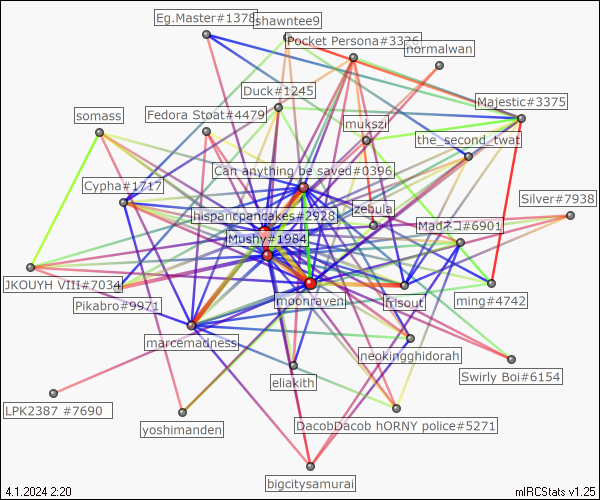 Eg.Master#1378
shawntee9
Pocket Persona#3326
normalwan
Duck#1245
Majestic#3375
somass
Fedora Stoat#4479
mukszi
the_second_twat
Can anything be saved#0396
Cypha#1717
Silver#7938
zebula
hispancpancakes#2928
Madネコ#6901
Mushy#1984
JKOUYH VIII#7034
moonraven
frisout
ming#4742
Pikabro#9971
marcemadness
neokingghidorah
Swirly Boi#6154
eliakith
LPK2387 #7690
yoshimanden
DacobDacob hORNY police#5271
bigcitysamurai
4.1.2024 2:20
mIRCStats v1.25